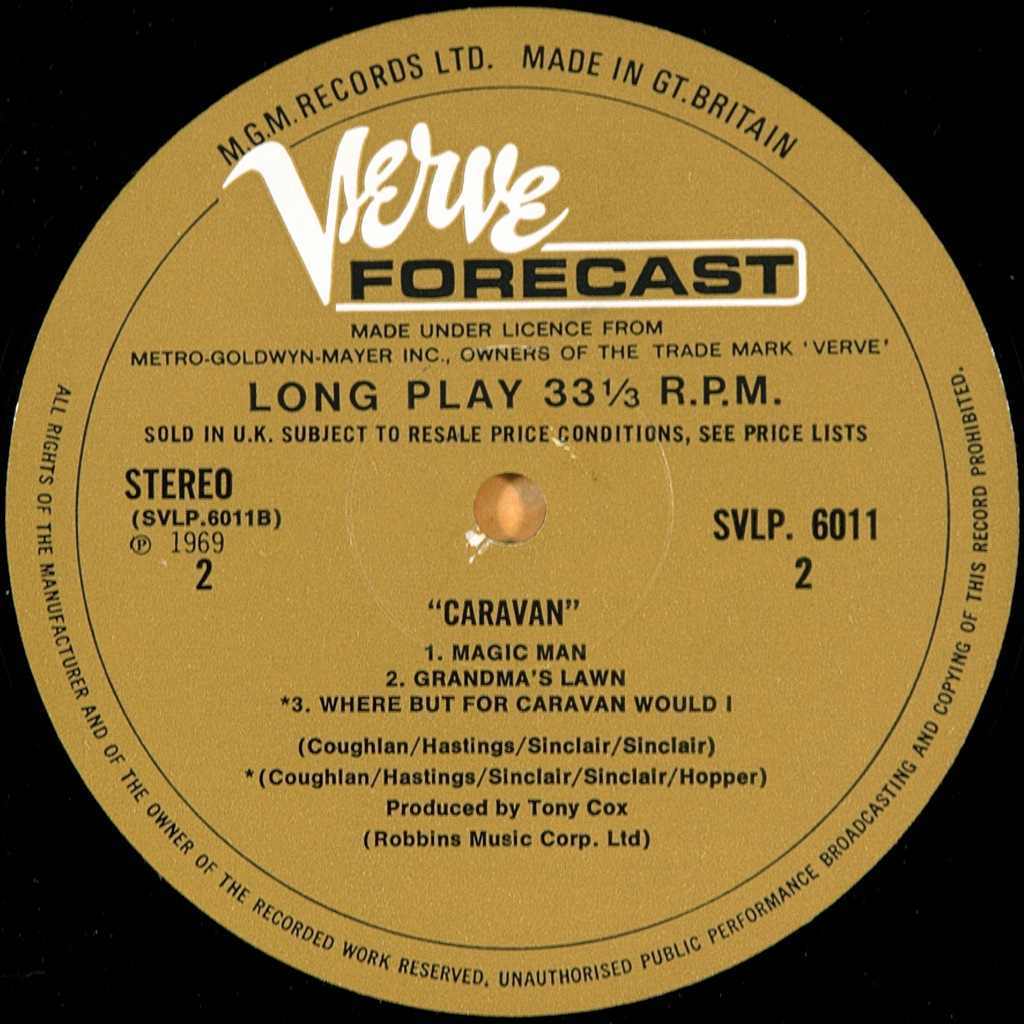 M.G.M. RECORDS LTD. MADE IN GT. BRITAIN
Verve
FORECAST
MADE UNDER LICENCE FROM
METRO-GOLDWYN-MAYER INC., OWNERS OF THE TRADE MARK 'VERVE'
LONG PLAY 33⅓ R.P.M.
SOLD IN U.K. SUBJECT TO RESALE PRICE CONDITIONS, SEE PRICE LISTS
STEREO
(SVLP.6011B)
℗ 1969
2
SVLP. 6011
2
“CARAVAN”
1. MAGIC MAN
2. GRANDMA'S LAWN
*3. WHERE BUT FOR CARAVAN WOULD I
(Coughlan/Hastings/Sinclair/Sinclair)
*(Coughlan/Hastings/Sinclair/Sinclair/Hopper)
Produced by Tony Cox
(Robbins Music Corp. Ltd)
ALL RIGHTS OF THE MANUFACTURER AND OF THE OWNER OF THE RECORDED WORK RESERVED. UNAUTHORISED PUBLIC PERFORMANCE BROADCASTING AND COPYING OF THIS RECORD PROHIBITED.